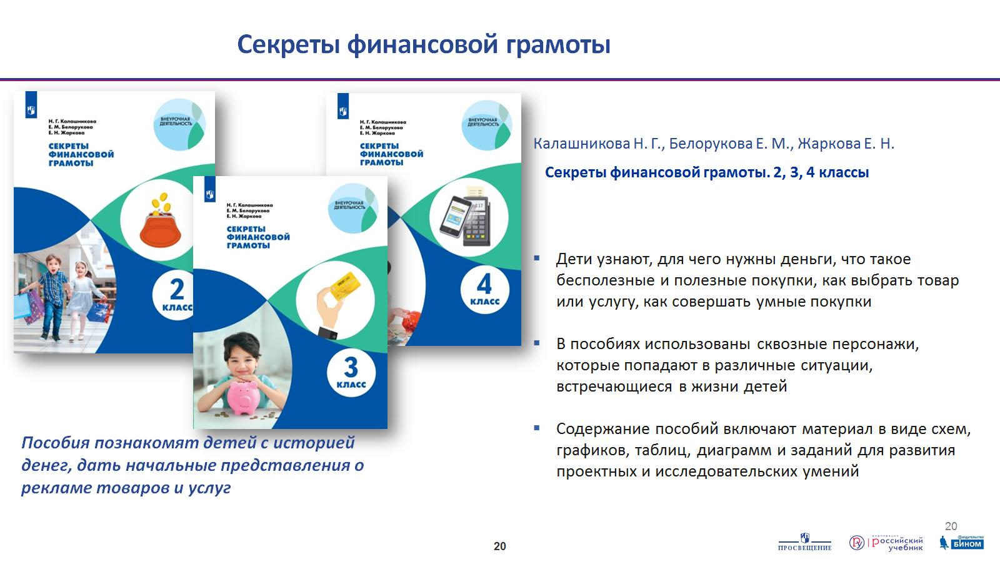 Секреты финансовой грамоты
Н. Г. Калашникова
Е. М. Белорукова
Е. Н. Жаркова
ВНЕУРОЧНАЯ
ДЕЯТЕЛЬНОСТЬ
СЕКРЕТЫ
ФИНАНСОВОЙ
ГРАМОТЫ
2
КЛАСС
Н. Г. Калашникова
Е. М. Белорукова
Е. Н. Жаркова
ВНЕУРОЧНАЯ
ДЕЯТЕЛЬНОСТЬ
СЕКРЕТЫ
ФИНАНСОВОЙ
ГРАМОТЫ
3
КЛАСС
Н. Г. Калашникова
Е. М. Белорукова
Е. Н. Жаркова
ВНЕУРОЧНАЯ
ДЕЯТЕЛЬНОСТЬ
СЕКРЕТЫ
ФИНАНСОВОЙ
ГРАМОТЫ
4
КЛАСС
Пособия познакомят детей с историей
денег, дать начальные представления о
рекламе товаров и услуг
Калашникова Н. Г., Белорукова Е. М., Жаркова Е. Н.
Секреты финансовой грамоты. 2, 3, 4 классы
Дети узнают, для чего нужны деньги, что такое
бесполезные и полезные покупки, как выбрать товар
или услугу, как совершать умные покупки
В пособиях использованы сквозные персонажи,
которые попадают в различные ситуации,
встречающиеся в жизни детей
Содержание пособий включают материал в виде схем,
графиков, таблиц, диаграмм и заданий для развития
проектных и исследовательских умений
20
20
ПРОСВЕЩЕНИЕ
корпорация
российский
учебник
ИЗДАТЕЛЬСТВО
БИНОМ